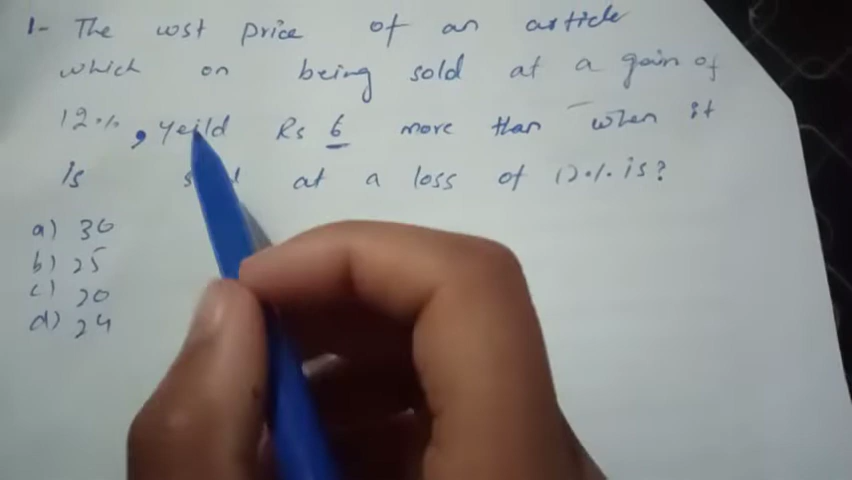 1- The cost price of an article
which on being sold at a gain of
12%, yeild Rs 6 more than when it
is at a loss of 12% is?
a) 30
b) 25
c) 20
d) 24